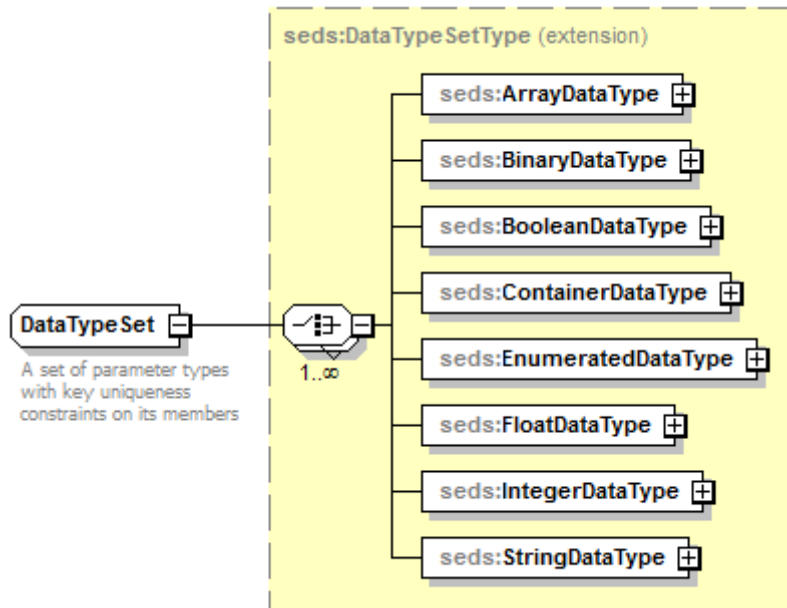 seds:DataTypeSetType (extension)
seds:ArrayDataType
seds:BinaryDataType
seds:BooleanDataType
seds:ContainerDataType
DataTypeSet
A set of parameter types
with key uniqueness
constraints on its members
1..∞
seds:EnumeratedDataType
seds:FloatDataType
seds:IntegerDataType
seds:StringDataType